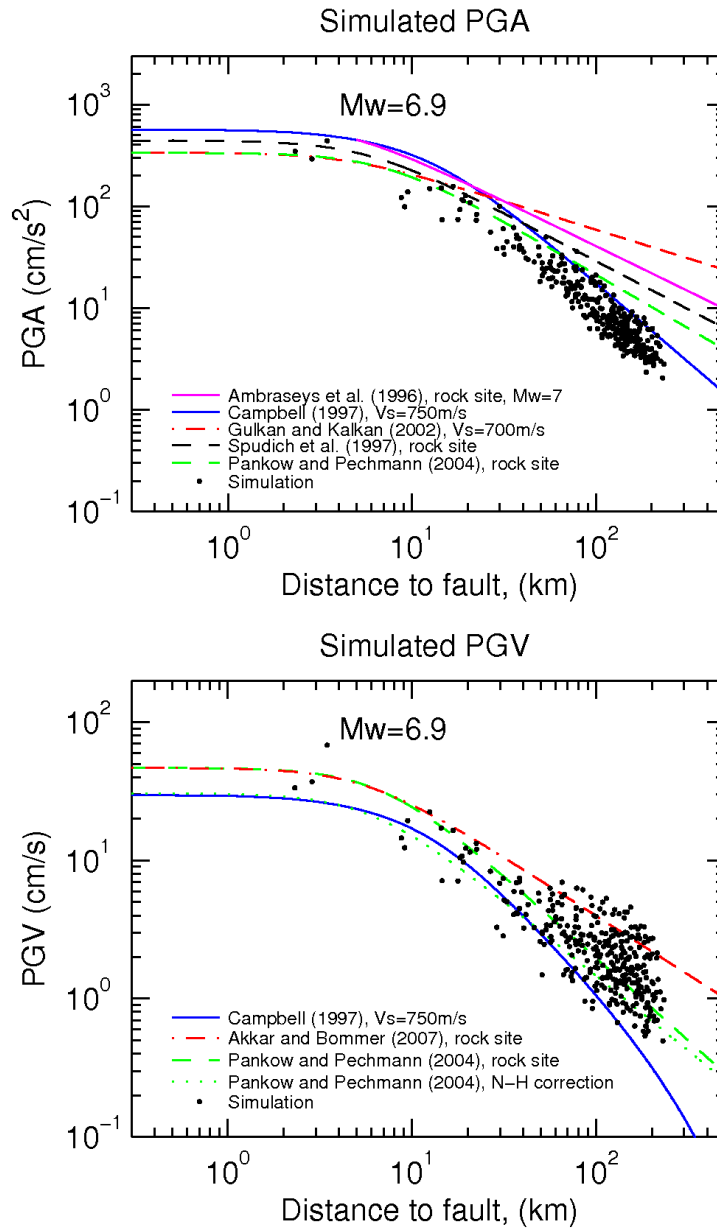 Simulated PGA
Mw=6.9
PGA (cm/s²)
10³
10²
10¹
10⁰
10⁻¹
Ambraseys et al. (1996), rock site, Mw=7
Campbell (1997), Vs=750m/s
Gulkan and Kalkan (2002), Vs=700m/s
Spudich et al. (1997), rock site
Pankow and Pechmann (2004), rock site
Simulation
10⁰ 10¹ 10²
Distance to fault, (km)
Simulated PGV
Mw=6.9
PGV (cm/s)
10²
10¹
10⁰
10⁻¹
Campbell (1997), Vs=750m/s
Akkar and Bommer (2007), rock site
Pankow and Pechmann (2004), rock site
Pankow and Pechmann (2004), N−H correction
Simulation
10⁰ 10¹ 10²
Distance to fault, (km)